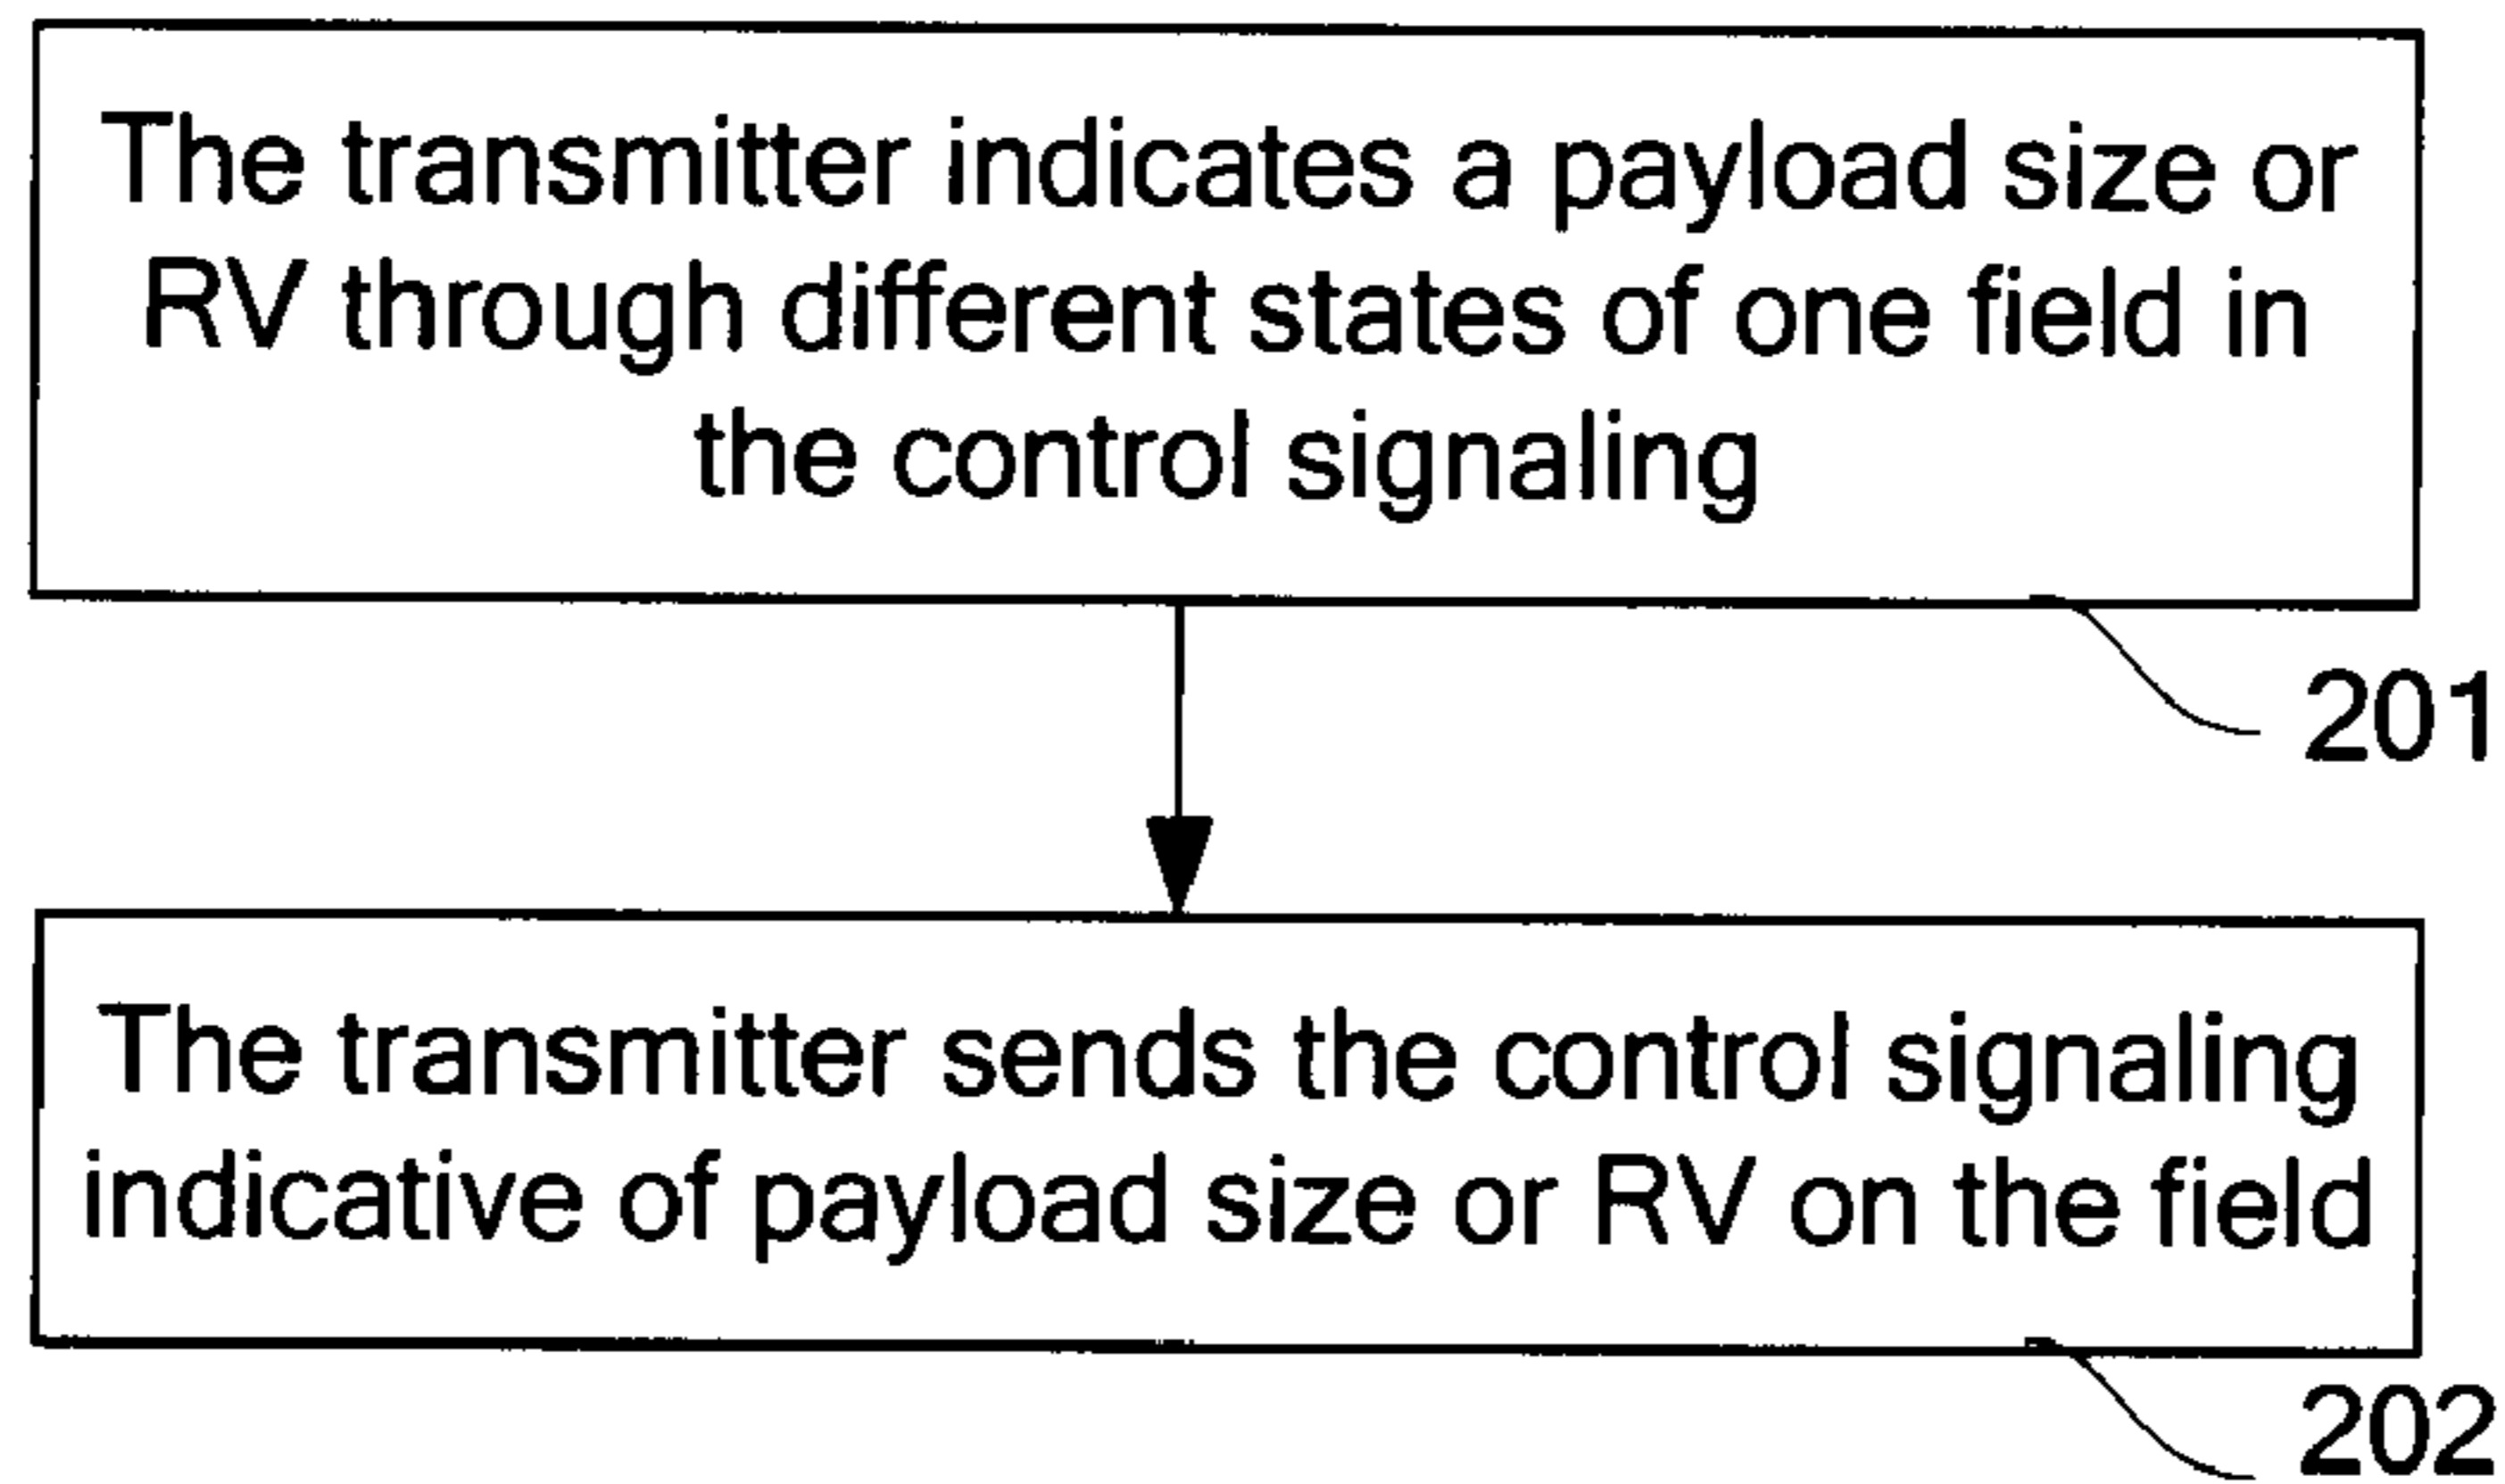 The transmitter indicates a payload size or
RV through different states of one field in
the control signaling
201
The transmitter sends the control signaling
indicative of payload size or RV on the field
202